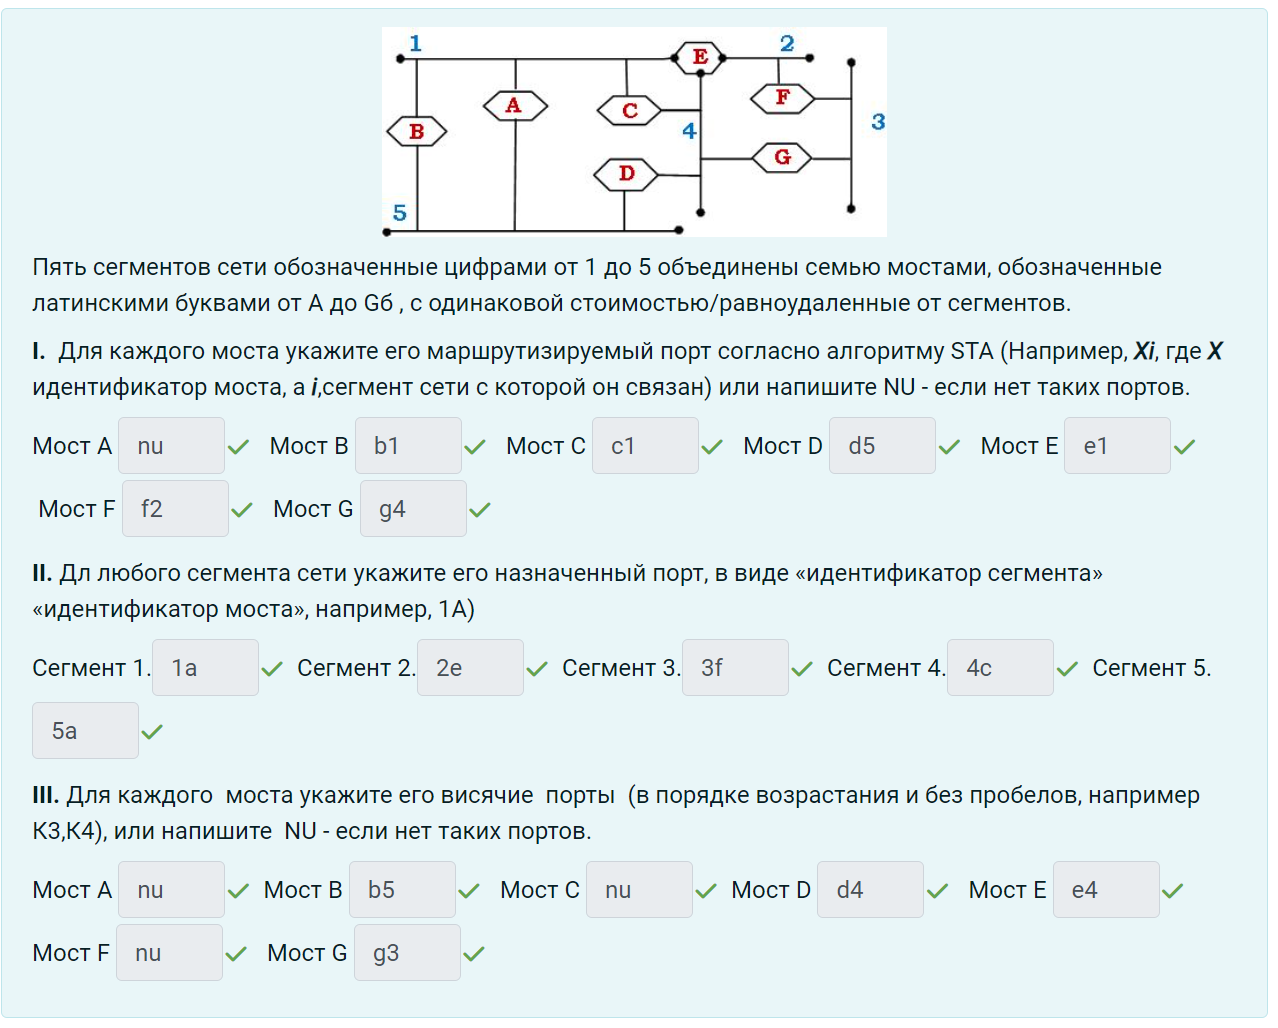 1 E 2
A C F
B 4 3
D G
5
Пять сегментов сети обозначенные цифрами от 1 до 5 объединены семью мостами, обозначенные
латинскими буквами от A до Gб , с одинаковой стоимостью/равноудаленные от сегментов.
I. Для каждого моста укажите его маршрутизируемый порт согласно алгоритму STA (Например, Xi, где X
идентификатор моста, а i,сегмент сети с которой он связан) или напишите NU - если нет таких портов.
Мост A nu Мост B b1 Мост C c1 Мост D d5 Мост E e1
Мост F f2 Мост G g4
II. Дл любого сегмента сети укажите его назначенный порт, в виде «идентификатор сегмента»
«идентификатор моста», например, 1A)
Сегмент 1. 1a Сегмент 2. 2e Сегмент 3. 3f Сегмент 4. 4c Сегмент 5.
5a
III. Для каждого моста укажите его висячие порты (в порядке возрастания и без пробелов, например
К3,К4), или напишите NU - если нет таких портов.
Мост A nu Мост B b5 Мост C nu Мост D d4 Мост E e4
Мост F nu Мост G g3